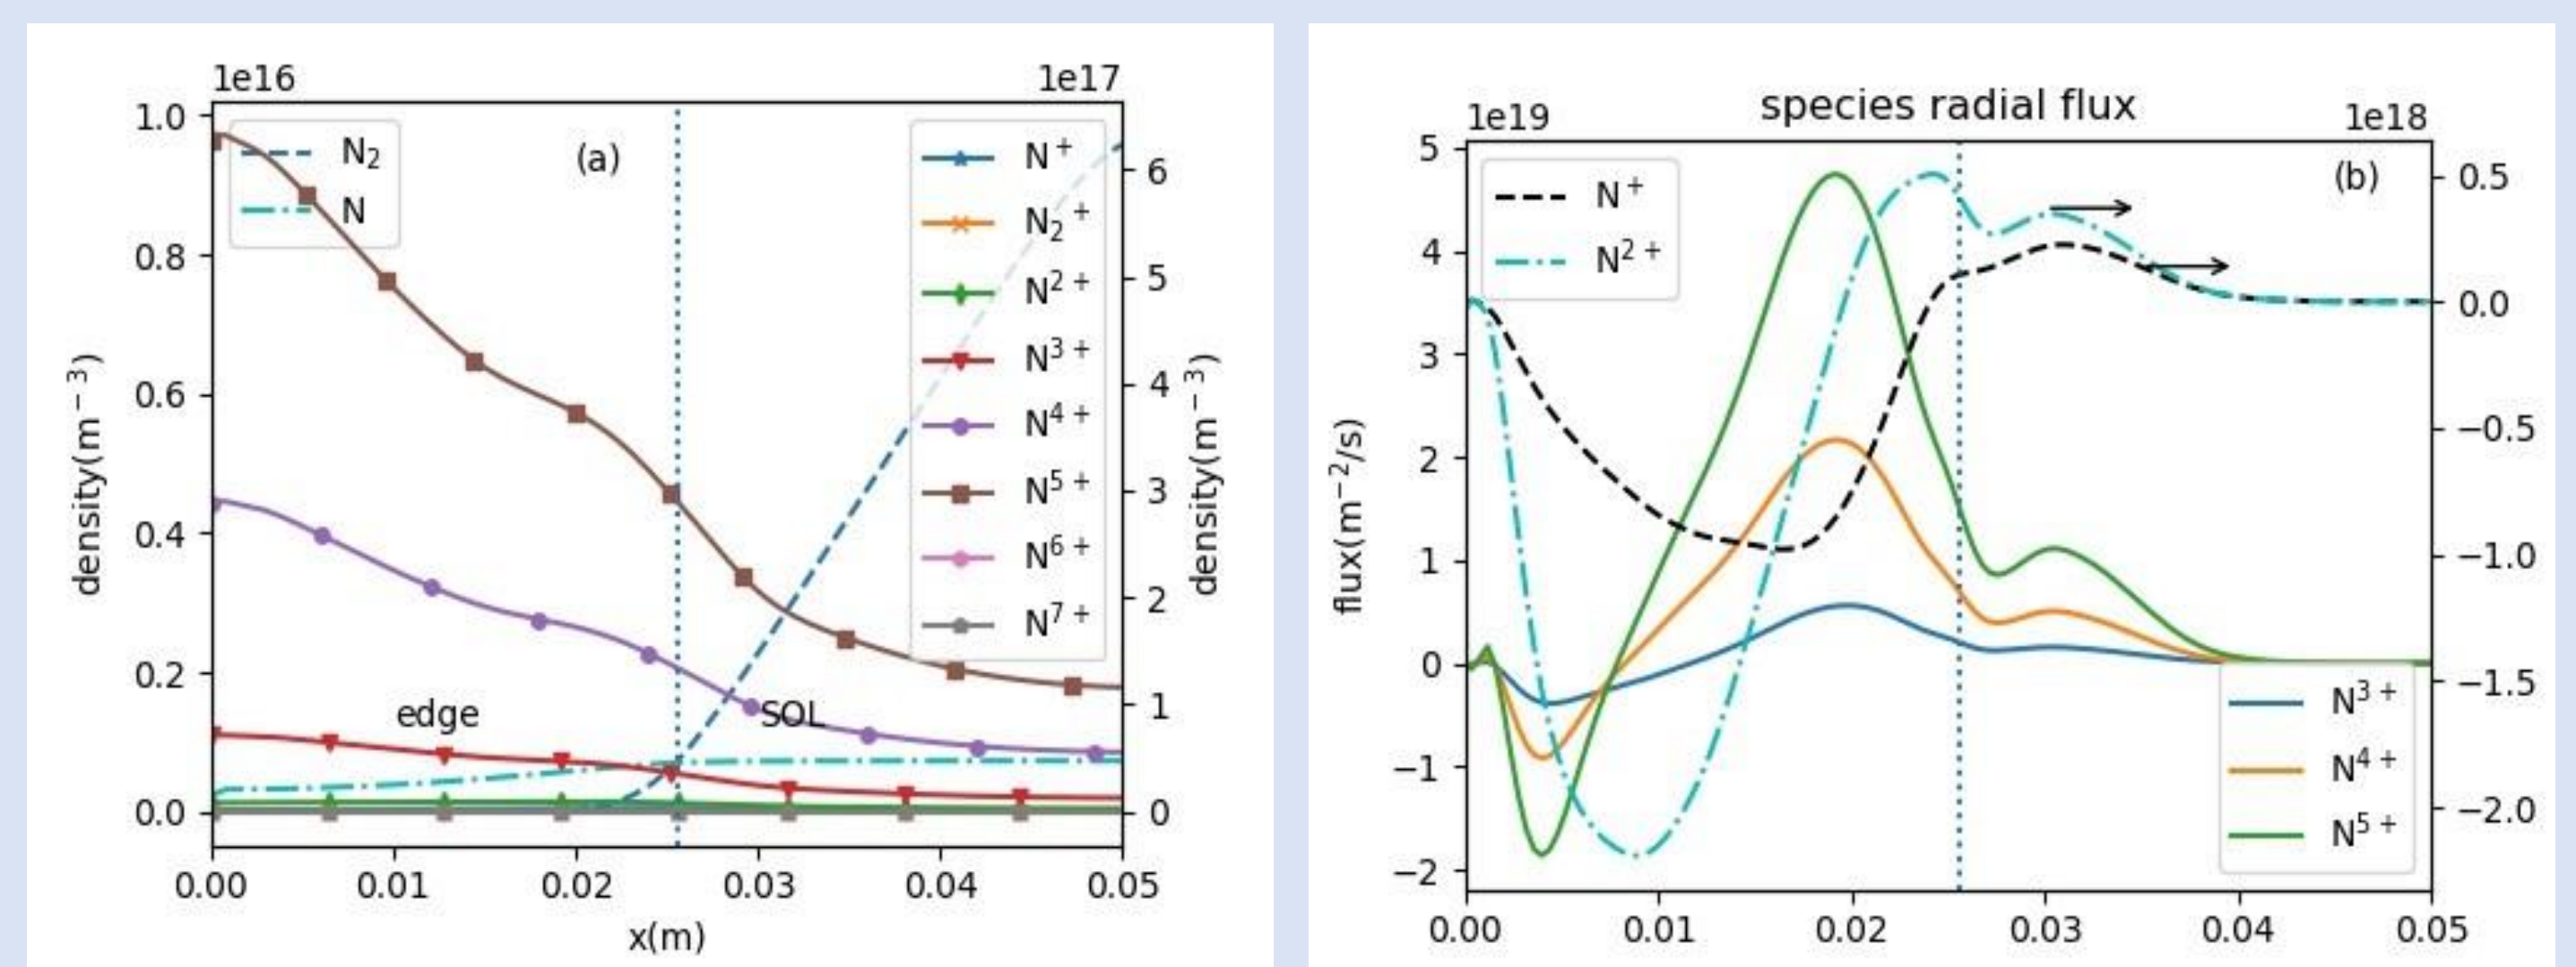 1e16
1e17
1.0
0.8
0.6
0.4
0.2
0.0
density(m⁻³)
N₂
N
(a)
N⁺
N₂⁺
N²⁺
N³⁺
N⁴⁺
N⁵⁺
N⁶⁺
N⁷⁺
6
5
4
3
2
1
0
density(m⁻³)
edge
SOL
0.00 0.01 0.02 0.03 0.04 0.05
x(m)
species radial flux
1e19
1e18
5
4
3
2
1
0
−1
−2
flux(m⁻²/s)
N⁺
N²⁺
(b)
0.5
0.0
−0.5
−1.0
−1.5
−2.0
N³⁺
N⁴⁺
N⁵⁺
0.00 0.01 0.02 0.03 0.04 0.05